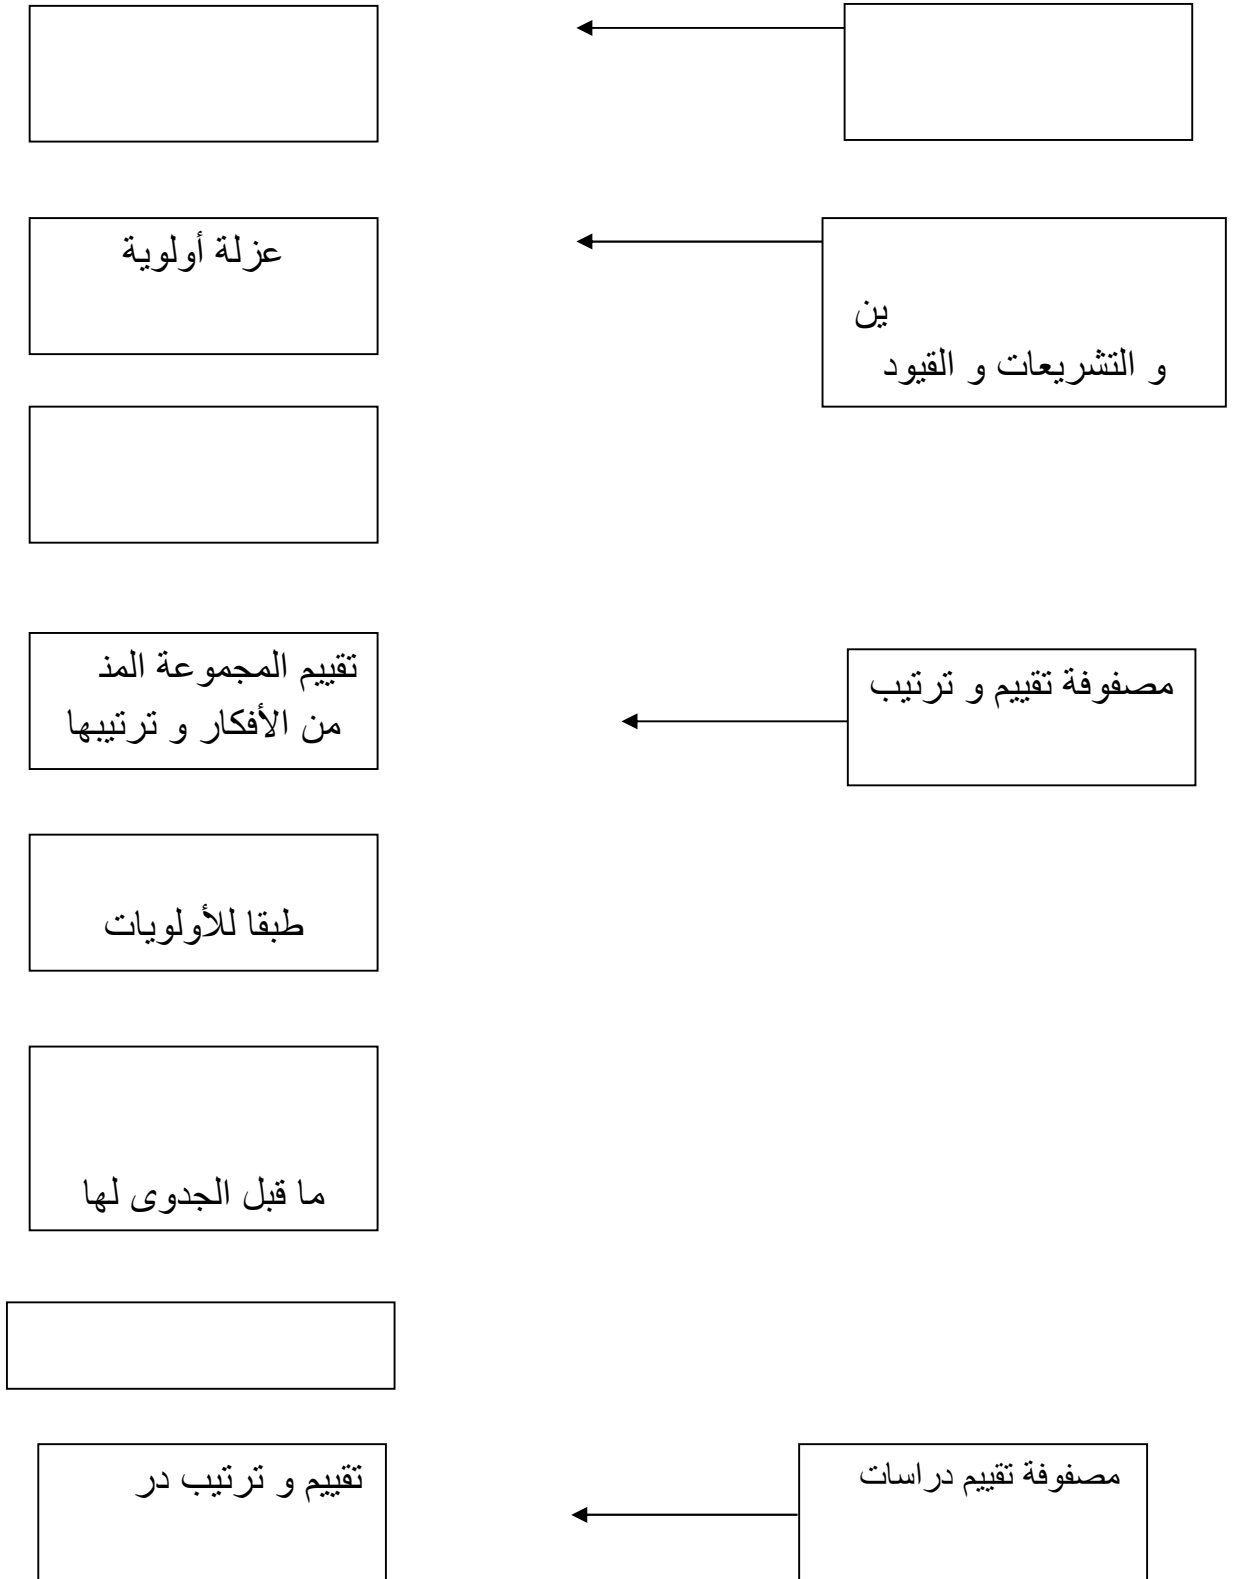 عزلة أولوية
ين
و التشريعات و القيود
تقييم المجموعة المنـ
من الأفكار و ترتيبها
مصفوفة تقييم و ترتيب
طبقا للأولويات
ما قبل الجدوى لها
مصفوفة تقييم دراسات
تقييم و ترتيب در